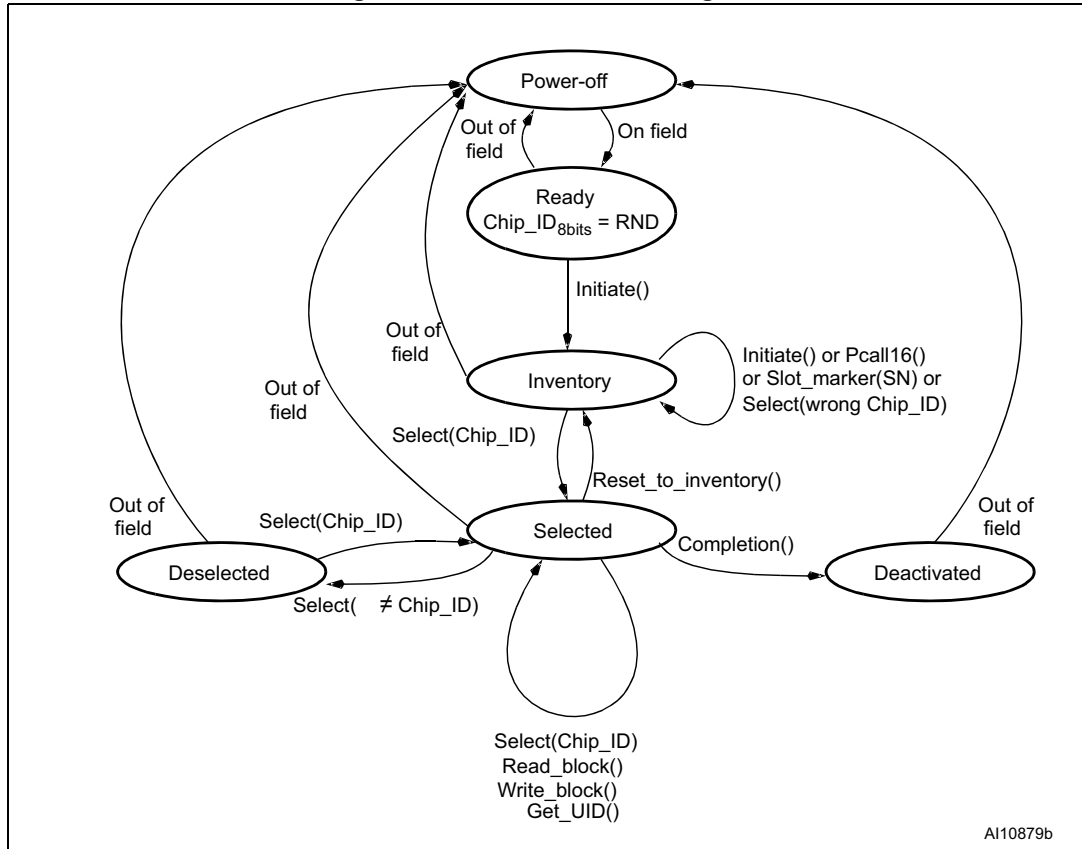 Power-off
Out of
field
On field
Ready
Chip_ID8bits = RND
Initiate()
Out of
field
Inventory
Initiate() or Pcall16()
or Slot_marker(SN) or
Select(wrong Chip_ID)
Out of
field
Select(Chip_ID)
Reset_to_inventory()
Out of
field
Select(Chip_ID)
Selected
Completion()
Out of
field
Deselected
Deactivated
Select( ≠ Chip_ID)
Select(Chip_ID)
Read_block()
Write_block()
Get_UID()
AI10879b